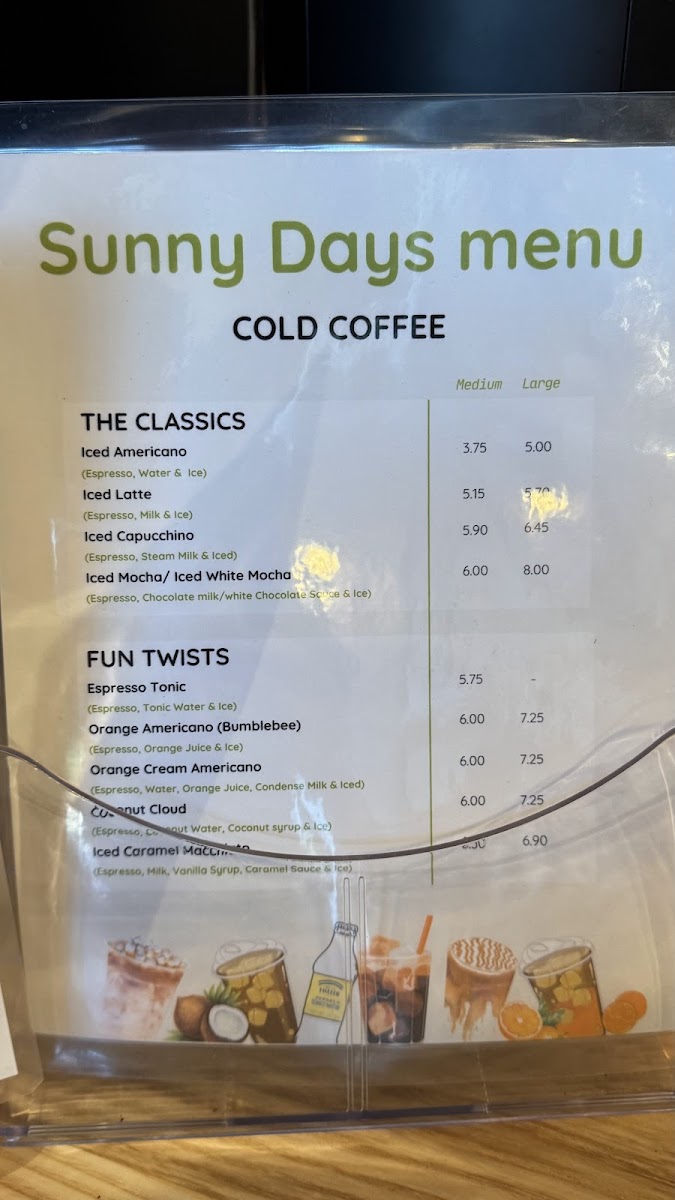 Sunny Days menu
COLD COFFEE
Medium Large
THE CLASSICS
Iced Americano 3.75 5.00
(Espresso, Water & Ice)
Iced Latte 5.15 5.70
(Espresso, Milk & Ice)
Iced Capucchino 5.90 6.45
(Espresso, Steam Milk & Iced)
Iced Mocha/ Iced White Mocha 6.00 8.00
(Espresso, Chocolate milk/white Chocolate Sauce & Ice)
FUN TWISTS
Espresso Tonic 5.75 -
(Espresso, Tonic Water & Ice)
Orange Americano (Bumblebee) 6.00 7.25
(Espresso, Orange Juice & Ice)
Orange Cream Americano 6.00 7.25
(Espresso, Water, Orange Juice, Condense Milk & Iced)
Coconut Cloud 6.00 7.25
(Espresso, Coconut Water, Coconut syrup & Ice)
Iced Caramel Macchiato 6.90
(Espresso, Milk, Vanilla Syrup, Caramel Sauce & Ice)